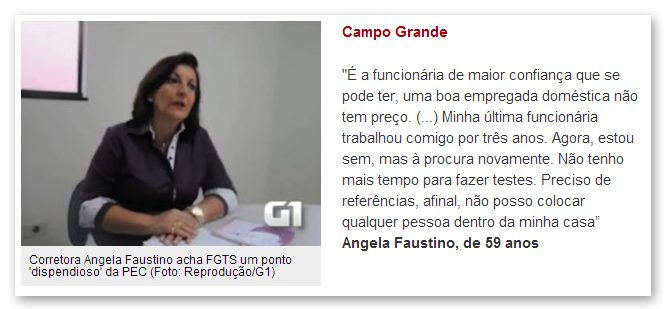 Campo Grande
"É a funcionária de maior confiança que se
pode ter, uma boa empregada doméstica não
tem preço. (...) Minha última funcionária
trabalhou comigo por três anos. Agora, estou
sem, mas à procura novamente. Não tenho
mais tempo para fazer testes. Preciso de
referências, afinal, não posso colocar
qualquer pessoa dentro da minha casa”
Angela Faustino, de 59 anos
G1
Corretora Angela Faustino acha FGTS um ponto
'dispendioso' da PEC (Foto: Reprodução/G1)